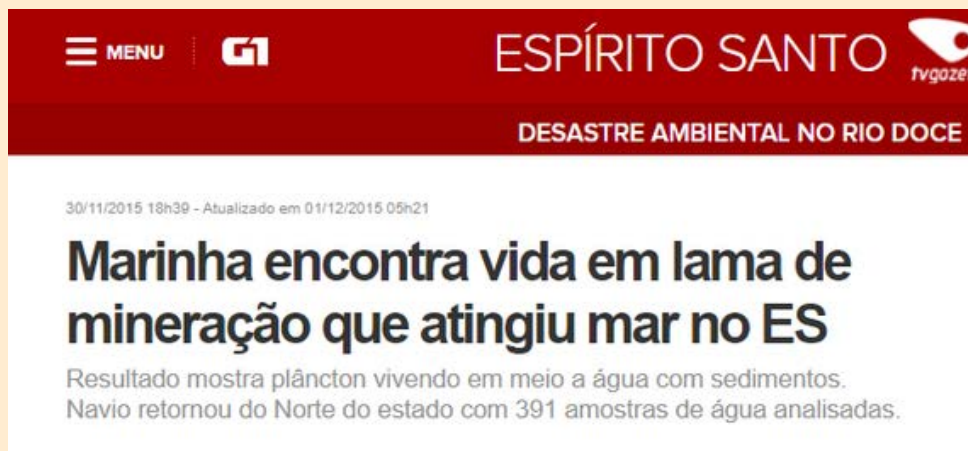 MENU G1 ESPÍRITO SANTO
DESASTRE AMBIENTAL NO RIO DOCE
30/11/2015 18h39 - Atualizado em 01/12/2015 05h21
Marinha encontra vida em lama de
mineração que atingiu mar no ES
Resultado mostra plâncton vivendo em meio a água com sedimentos.
Navio retornou do Norte do estado com 391 amostras de água analisadas.